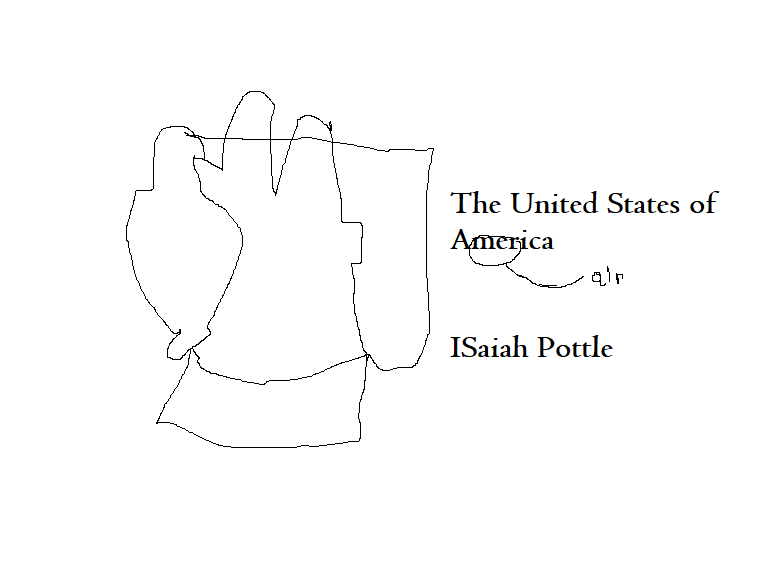 The United States of
America
air
ISaiah Pottle